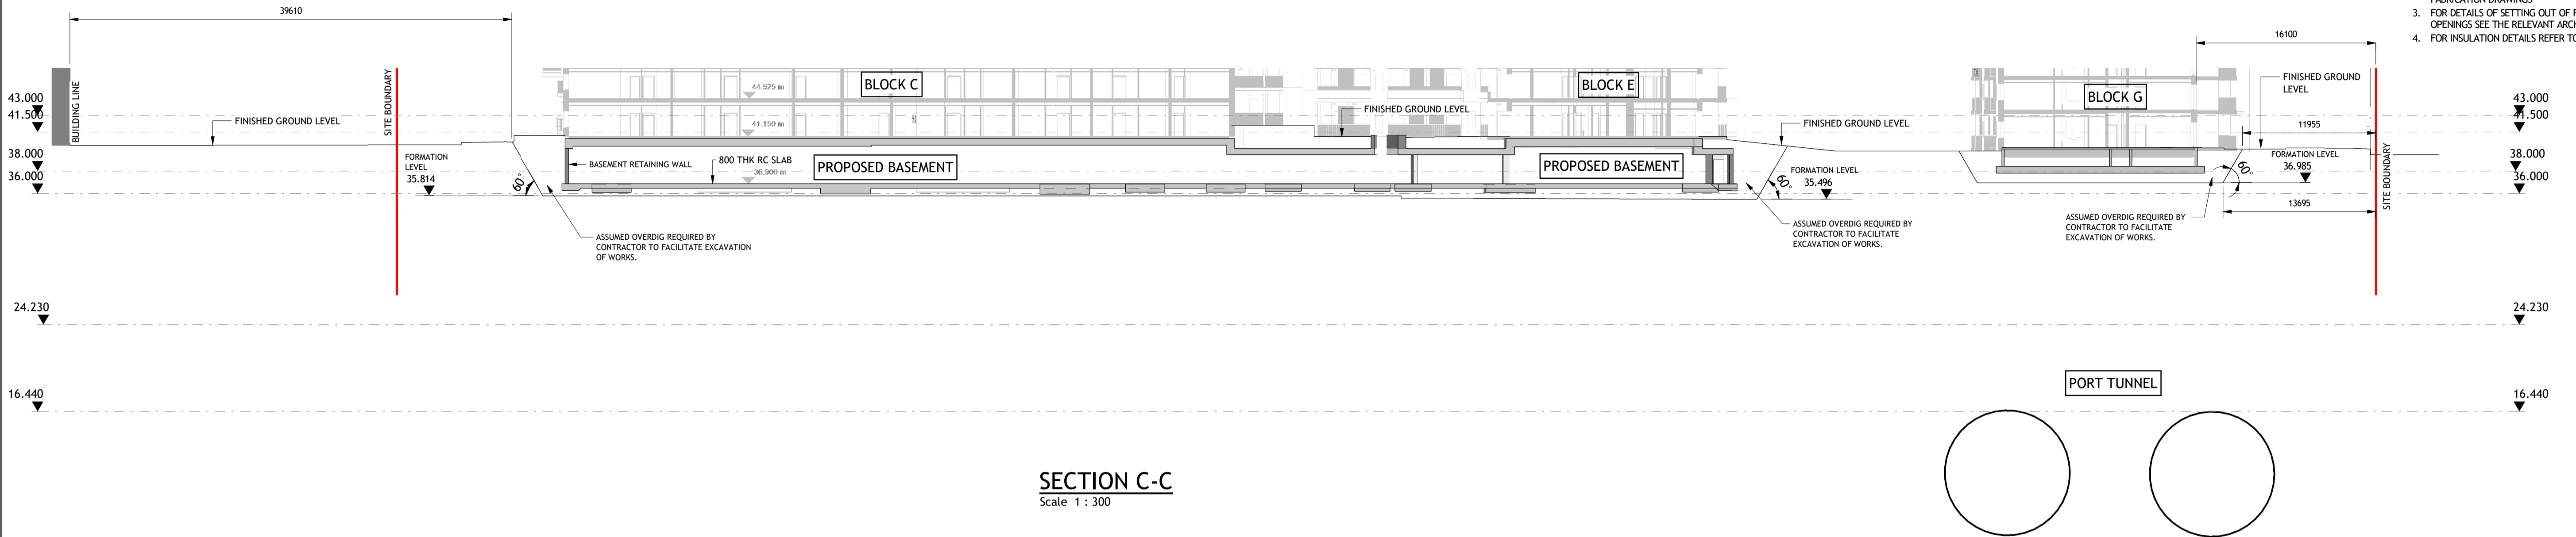 39610
FABRICATION DRAWINGS
3. FOR DETAILS OF SETTING OUT OF
OPENINGS SEE THE RELEVANT
4. FOR INSULATION DETAILS REFER TO
16100
BUILDING LINE
SITE BOUNDARY
43.000
41.500
38.000
36.000
FINISHED GROUND LEVEL
FORMATION
LEVEL
35.814
60°
BASEMENT RETAINING WALL
800 THK RC SLAB
36.900 m
44.575 m
41.150 m
BLOCK C
PROPOSED BASEMENT
ASSUMED OVERDIG REQUIRED BY
CONTRACTOR TO FACILITATE EXCAVATION
OF WORKS.
FINISHED GROUND LEVEL
BLOCK E
PROPOSED BASEMENT
FINISHED GROUND LEVEL
FORMATION LEVEL
35.496
60°
ASSUMED OVERDIG REQUIRED BY
CONTRACTOR TO FACILITATE
EXCAVATION OF WORKS.
BLOCK G
FINISHED GROUND
LEVEL
11955
FORMATION LEVEL
36.985
60°
13695
ASSUMED OVERDIG REQUIRED BY
CONTRACTOR TO FACILITATE
EXCAVATION OF WORKS.
SITE BOUNDARY
43.000
41.500
38.000
36.000
24.230
24.230
16.440
16.440
PORT TUNNEL
SECTION C-C
Scale 1 : 300